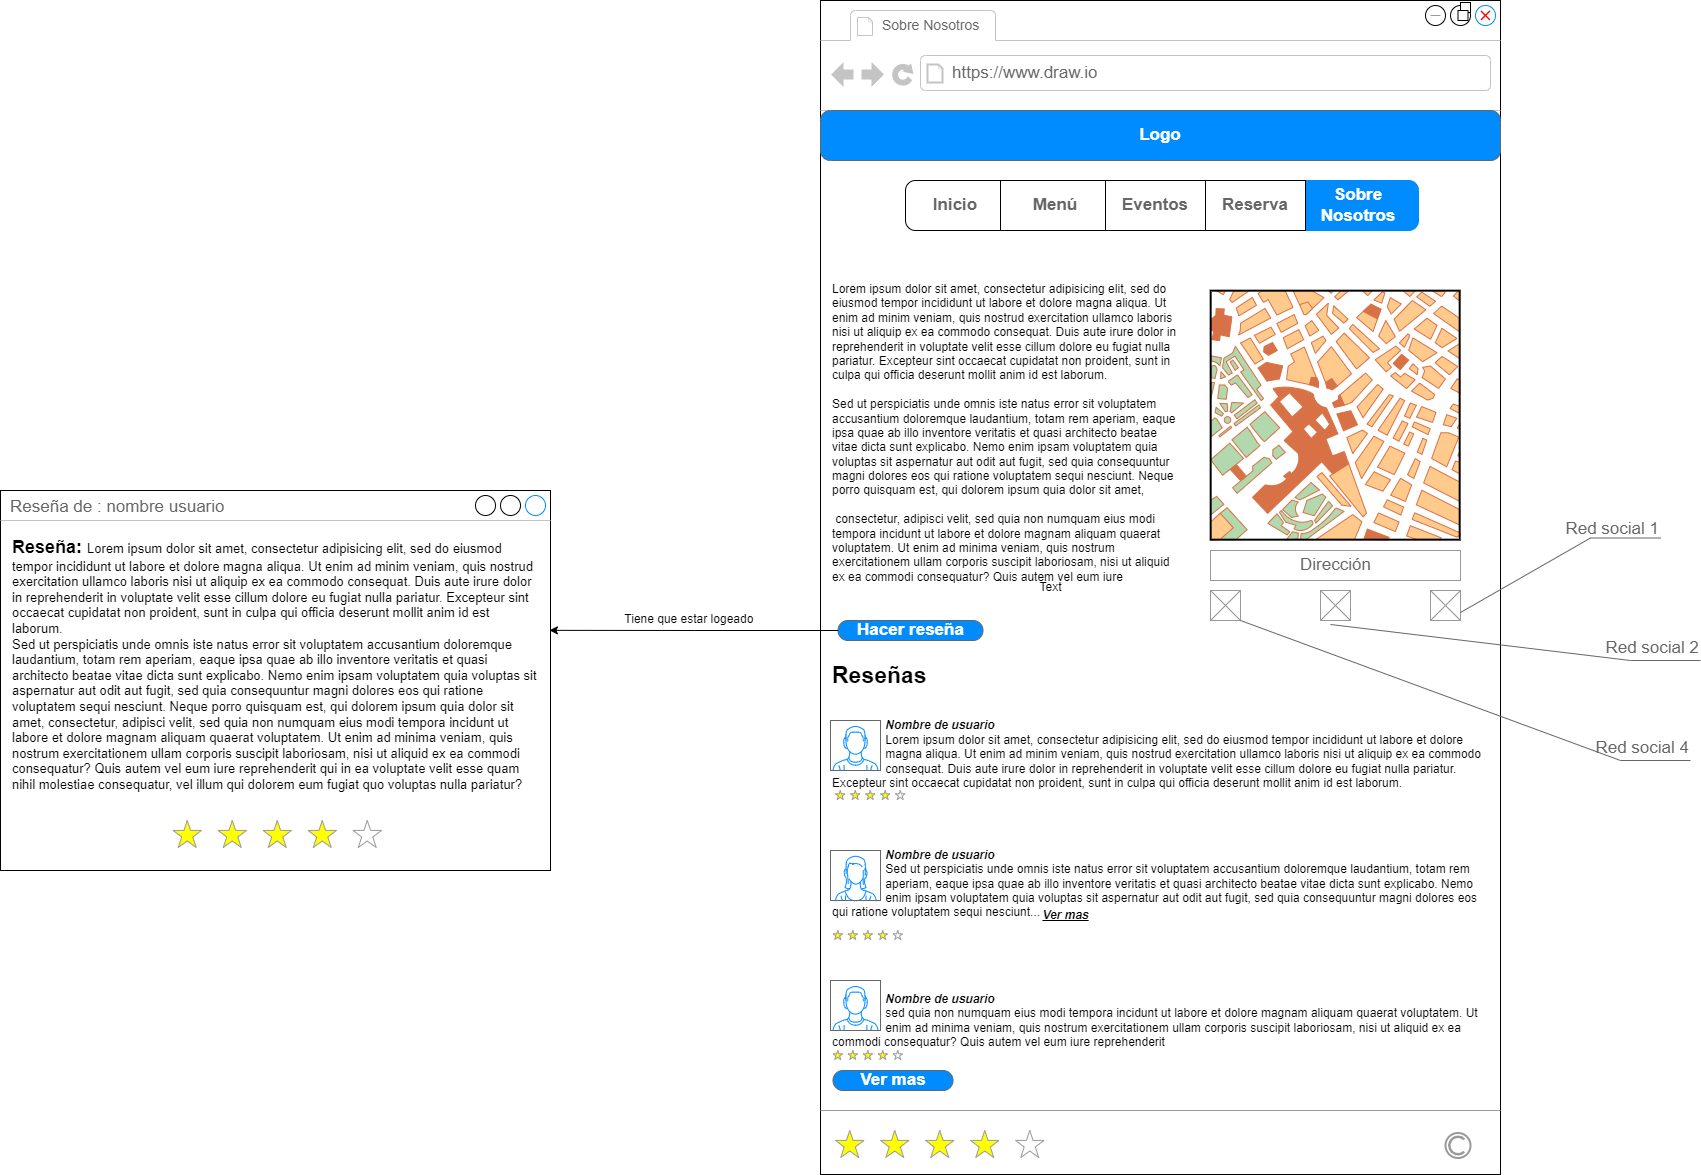 Sobre Nosotros
https://www.draw.io
Logo
Inicio
Menú
Eventos
Reserva
Sobre
Nosotros
Lorem ipsum dolor sit amet, consectetur adipisicing elit, sed do
eiusmod tempor incididunt ut labore et dolore magna aliqua. Ut
enim ad minim veniam, quis nostrud exercitation ullamco laboris
nisi ut aliquip ex ea commodo consequat. Duis aute irure dolor in
reprehenderit in voluptate velit esse cillum dolore eu fugiat nulla
pariatur. Excepteur sint occaecat cupidatat non proident, sunt in
culpa qui officia deserunt mollit anim id est laborum.
Sed ut perspiciatis unde omnis iste natus error sit voluptatem
accusantium doloremque laudantium, totam rem aperiam, eaque
ipsa quae ab illo inventore veritatis et quasi architecto beatae
vitae dicta sunt explicabo. Nemo enim ipsam voluptatem quia
voluptas sit aspernatur aut odit aut fugit, sed quia consequuntur
magni dolores eos qui ratione voluptatem sequi nesciunt. Neque
porro quisquam est, qui dolorem ipsum quia dolor sit amet,
consectetur, adipisci velit, sed quia non numquam eius modi
tempora incidunt ut labore et dolore magnam aliquam quaerat
voluptatem. Ut enim ad minima veniam, quis nostrum
exercitationem ullam corporis suscipit laboriosam, nisi ut aliquid
ex ea commodi consequatur? Quis autem vel eum iure
Text
Dirección
Red social 1
Red social 2
Red social 4
Hacer reseña
Tiene que estar logeado
Reseña de : nombre usuario
Reseña: Lorem ipsum dolor sit amet, consectetur adipisicing elit, sed do eiusmod
tempor incididunt ut labore et dolore magna aliqua. Ut enim ad minim veniam, quis nostrud
exercitation ullamco laboris nisi ut aliquip ex ea commodo consequat. Duis aute irure dolor
in reprehenderit in voluptate velit esse cillum dolore eu fugiat nulla pariatur. Excepteur sint
occaecat cupidatat non proident, sunt in culpa qui officia deserunt mollit anim id est
laborum.
Sed ut perspiciatis unde omnis iste natus error sit voluptatem accusantium doloremque
laudantium, totam rem aperiam, eaque ipsa quae ab illo inventore veritatis et quasi
architecto beatae vitae dicta sunt explicabo. Nemo enim ipsam voluptatem quia voluptas sit
aspernatur aut odit aut fugit, sed quia consequuntur magni dolores eos qui ratione
voluptatem sequi nesciunt. Neque porro quisquam est, qui dolorem ipsum quia dolor sit
amet, consectetur, adipisci velit, sed quia non numquam eius modi tempora incidunt ut
labore et dolore magnam aliquam quaerat voluptatem. Ut enim ad minima veniam, quis
nostrum exercitationem ullam corporis suscipit laboriosam, nisi ut aliquid ex ea commodi
consequatur? Quis autem vel eum iure reprehenderit qui in ea voluptate velit esse quam
nihil molestiae consequatur, vel illum qui dolorem eum fugiat quo voluptas nulla pariatur?
Reseñas
Nombre de usuario
Lorem ipsum dolor sit amet, consectetur adipisicing elit, sed do eiusmod tempor incididunt ut labore et dolore
magna aliqua. Ut enim ad minim veniam, quis nostrud exercitation ullamco laboris nisi ut aliquip ex ea commodo
consequat. Duis aute irure dolor in reprehenderit in voluptate velit esse cillum dolore eu fugiat nulla pariatur.
Excepteur sint occaecat cupidatat non proident, sunt in culpa qui officia deserunt mollit anim id est laborum.
Nombre de usuario
Sed ut perspiciatis unde omnis iste natus error sit voluptatem accusantium doloremque laudantium, totam rem
aperiam, eaque ipsa quae ab illo inventore veritatis et quasi architecto beatae vitae dicta sunt explicabo. Nemo
enim ipsam voluptatem quia voluptas sit aspernatur aut odit aut fugit, sed quia consequuntur magni dolores eos
qui ratione voluptatem sequi nesciunt... Ver mas
Nombre de usuario
sed quia non numquam eius modi tempora incidunt ut labore et dolore magnam aliquam quaerat voluptatem. Ut
enim ad minima veniam, quis nostrum exercitationem ullam corporis suscipit laboriosam, nisi ut aliquid ex ea
commodi consequatur? Quis autem vel eum iure reprehenderit
Ver mas
©